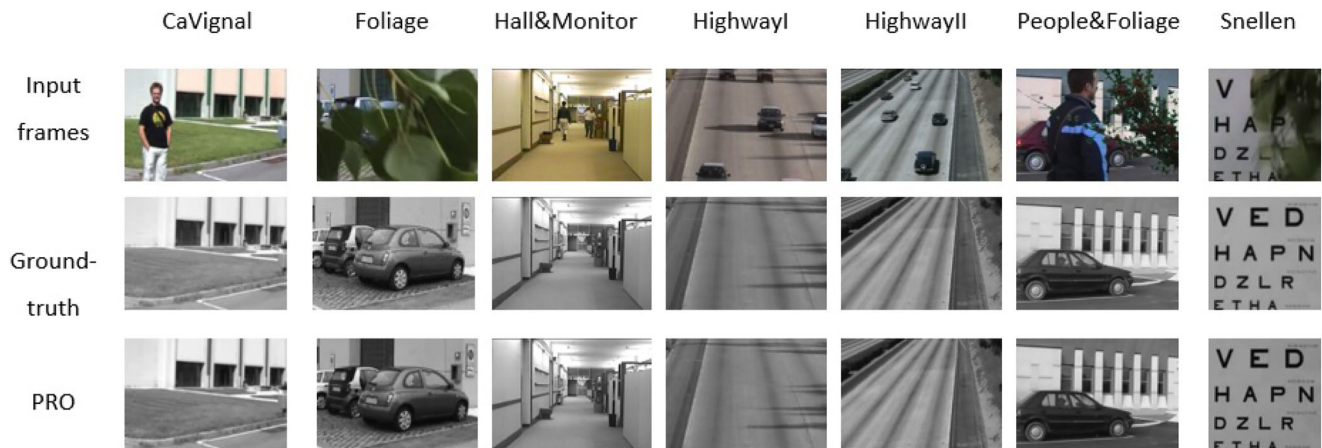 CaVignal Foliage Hall&Monitor HighwayI HighwayII People&Foliage Snellen
Input
frames
V
H A P
D Z L
E T H A
Ground-
truth
V E D
H A P N
D Z L R
E T H A
PRO
V E D
H A P N
D Z L R
E T H A